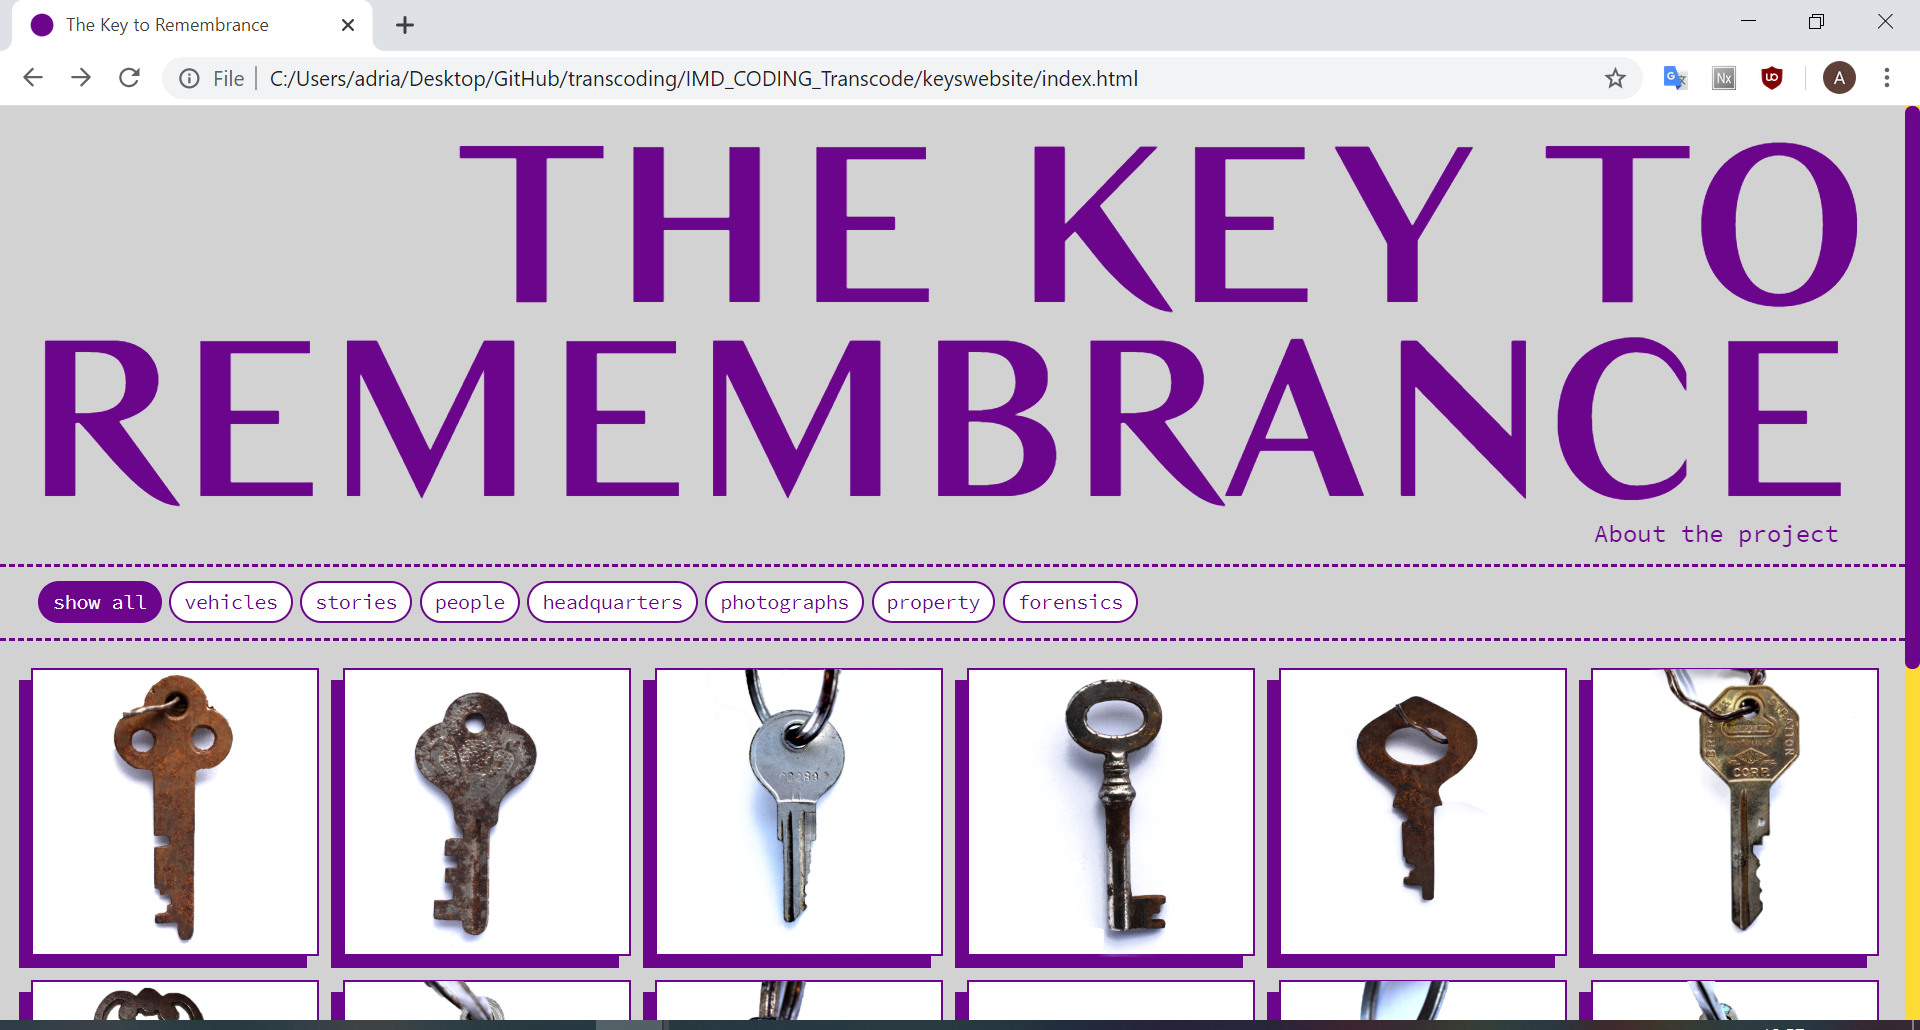 The Key to Remembrance
File C:/Users/adria/Desktop/GitHub/transcoding/IMD_CODING_Transcode/keyswebsite/index.html
Nx
A
THE KEY TO
REMEMBRANCE
About the project
show all vehicles stories people headquarters photographs property forensics
CORP.